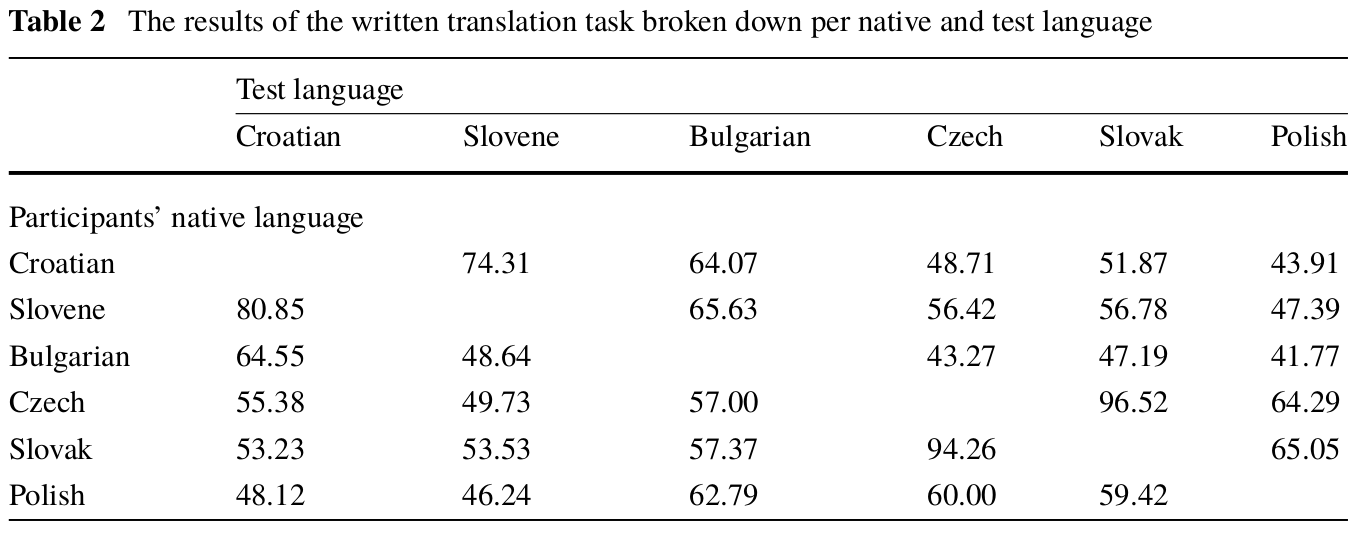 Table 2 The results of the written translation task broken down per native and test language
Test language
Croatian Slovene Bulgarian Czech Slovak Polish
Participants’ native language
Croatian 74.31 64.07 48.71 51.87 43.91
Slovene 80.85 65.63 56.42 56.78 47.39
Bulgarian 64.55 48.64 43.27 47.19 41.77
Czech 55.38 49.73 57.00 96.52 64.29
Slovak 53.23 53.53 57.37 94.26 65.05
Polish 48.12 46.24 62.79 60.00 59.42